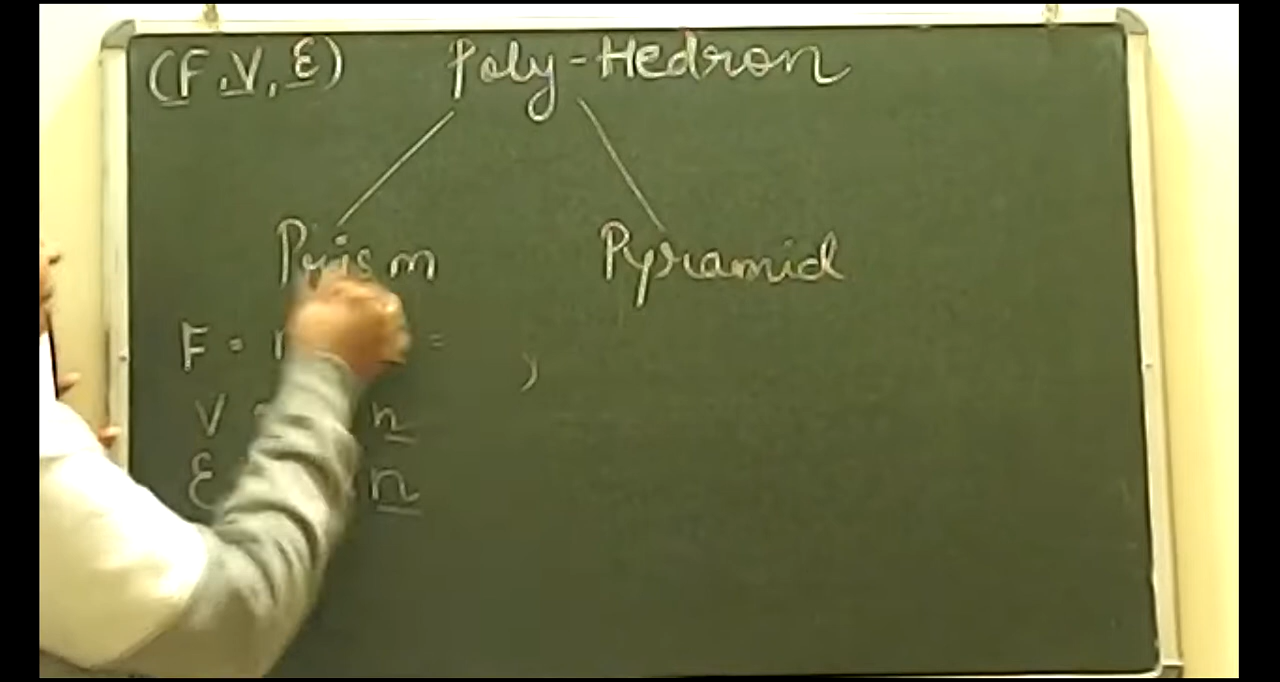 (F, V, E) Poly-Hedron
Prism Pyramid
F = =
V n
E n